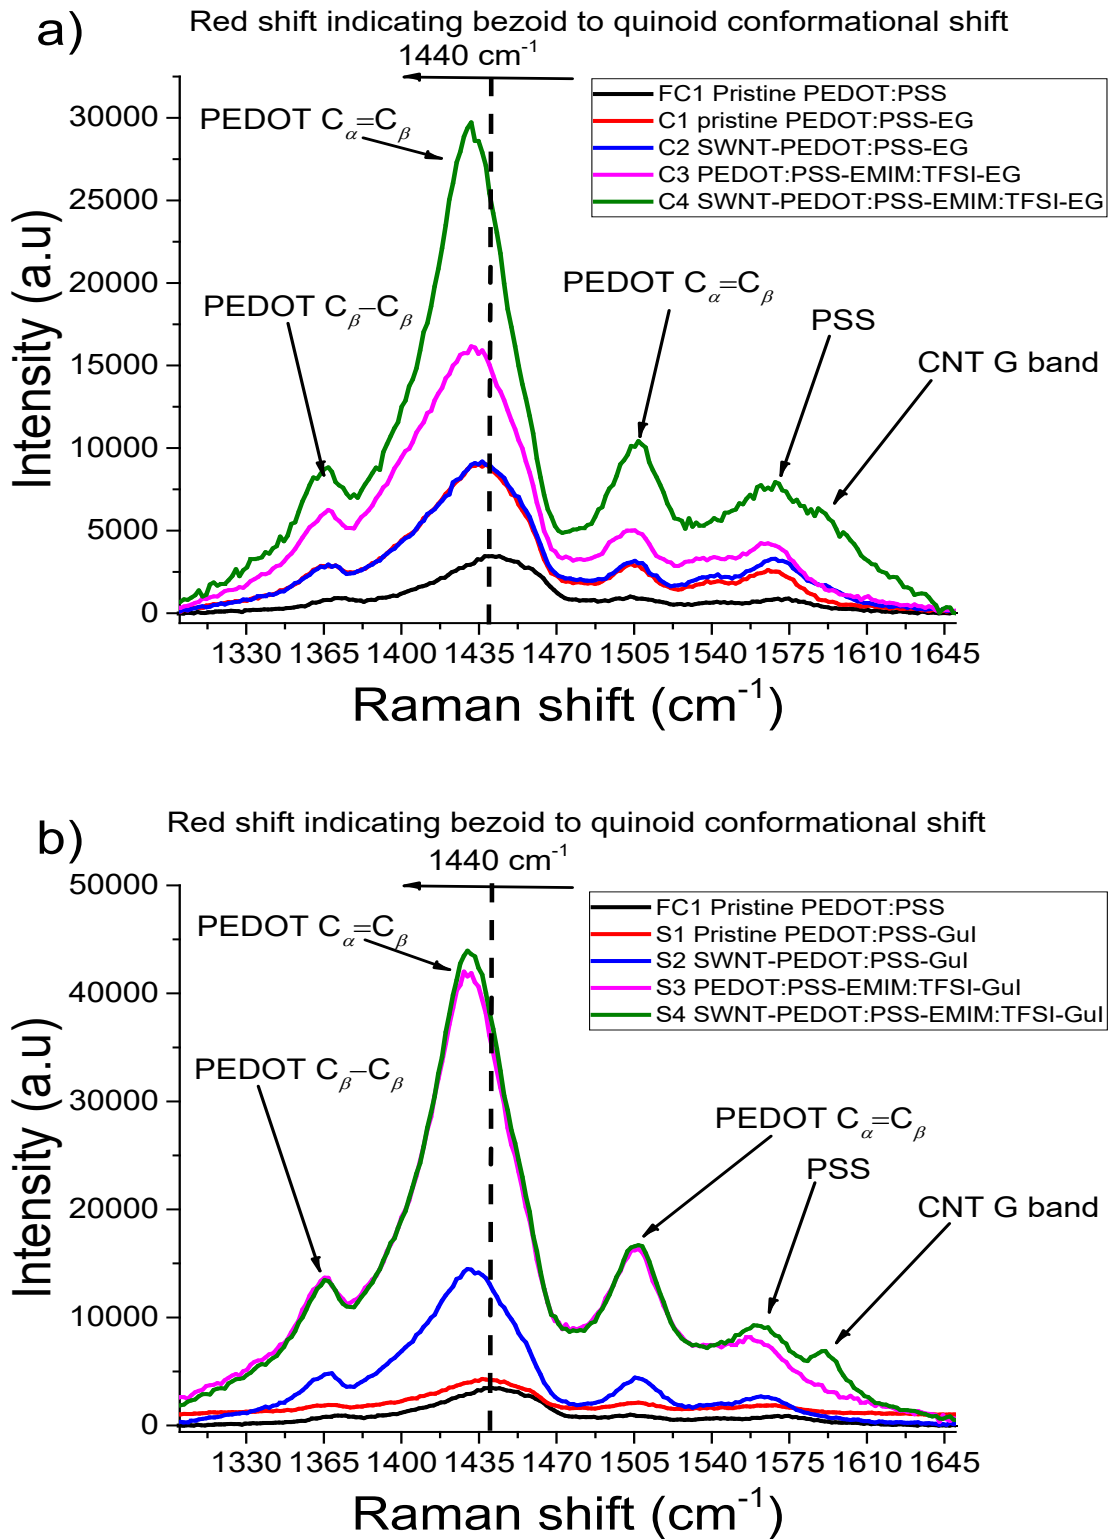 a)
Red shift indicating bezoid to quinoid conformational shift
1440 cm-1
FC1 Pristine PEDOT:PSS
C1 pristine PEDOT:PSS-EG
C2 SWNT-PEDOT:PSS-EG
C3 PEDOT:PSS-EMIM:TFSI-EG
C4 SWNT-PEDOT:PSS-EMIM:TFSI-EG
PEDOT Cα=Cβ
PEDOT Cβ–Cβ
PEDOT Cα=Cβ
PSS
CNT G band
Intensity (a.u)
30000
25000
20000
15000
10000
5000
0
1330 1365 1400 1435 1470 1505 1540 1575 1610 1645
Raman shift (cm-1)
b)
Red shift indicating bezoid to quinoid conformational shift
1440 cm-1
FC1 Pristine PEDOT:PSS
S1 Pristine PEDOT:PSS-GuI
S2 SWNT-PEDOT:PSS-GuI
S3 PEDOT:PSS-EMIM:TFSI-GuI
S4 SWNT-PEDOT:PSS-EMIM:TFSI-GuI
PEDOT Cα=Cβ
PEDOT Cβ–Cβ
PEDOT Cα=Cβ
PSS
CNT G band
Intensity (a.u)
50000
40000
30000
20000
10000
0
1330 1365 1400 1435 1470 1505 1540 1575 1610 1645
Raman shift (cm-1)